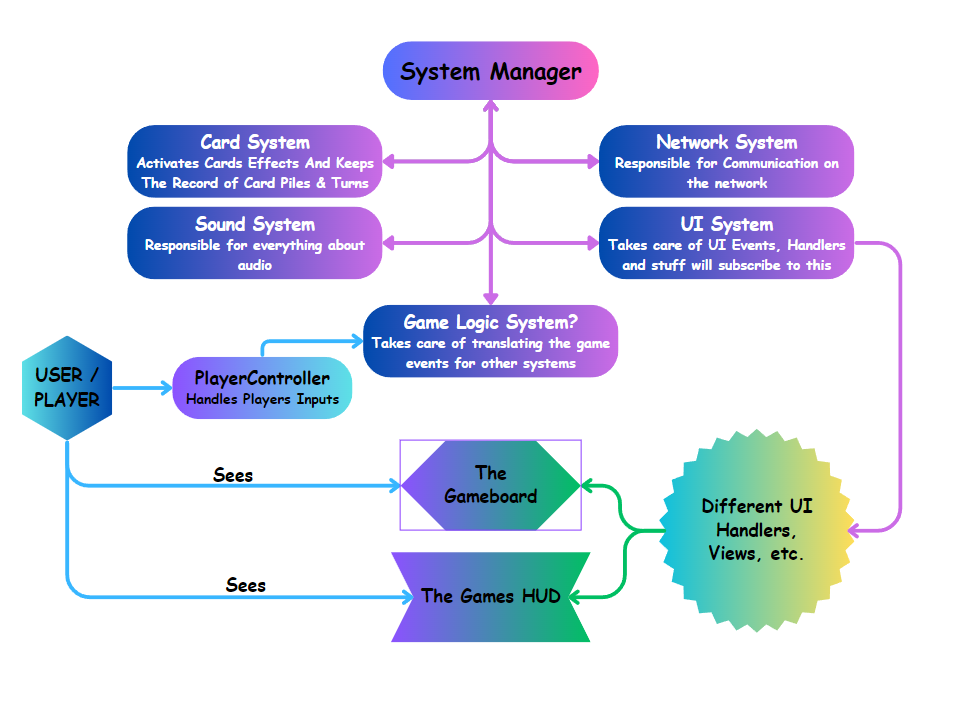 System Manager
Card System
Activates Cards Effects And Keeps
The Record of Card Piles & Turns
Network System
Responsible for Communication on
the network
Sound System
Responsible for everything about
audio
UI System
Takes care of UI Events, Handlers
and stuff will subscribe to this
Game Logic System?
Takes care of translating the game
events for other systems
USER /
PLAYER
PlayerController
Handles Players Inputs
Sees
The
Gameboard
Different UI
Handlers,
Views, etc.
Sees
The Games HUD